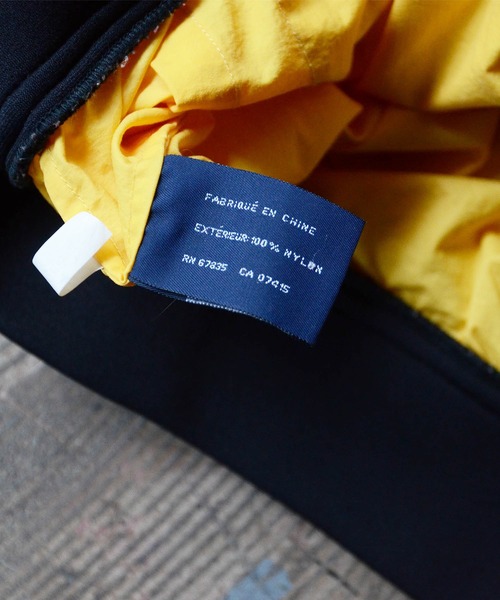 FABRIQUÉ EN CHINE
EXTÉRIEUR:100% NYLON
RN 67835 CA 07415